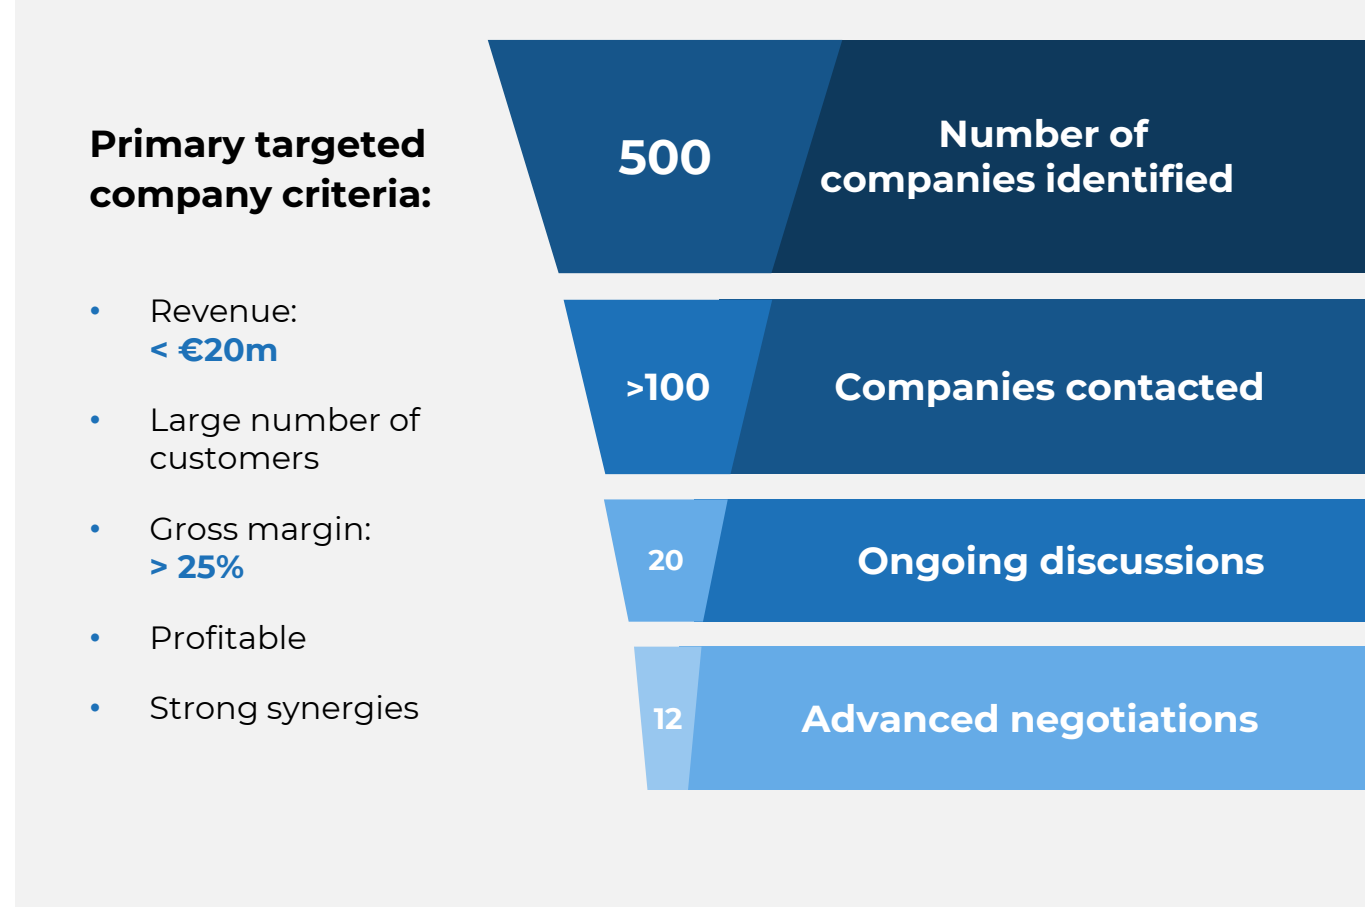 Primary targeted
company criteria:
• Revenue:
< €20m
• Large number of
customers
• Gross margin:
> 25%
• Profitable
• Strong synergies
500
Number of
companies identified
>100
Companies contacted
20
Ongoing discussions
12
Advanced negotiations